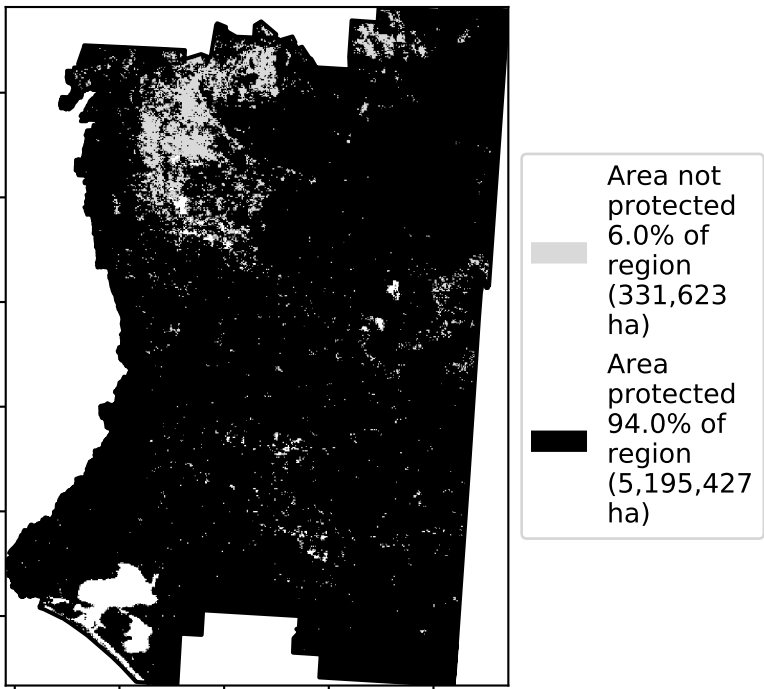 Area not
protected
6.0% of
region
(331,623
ha)
Area
protected
94.0% of
region
(5,195,427
ha)